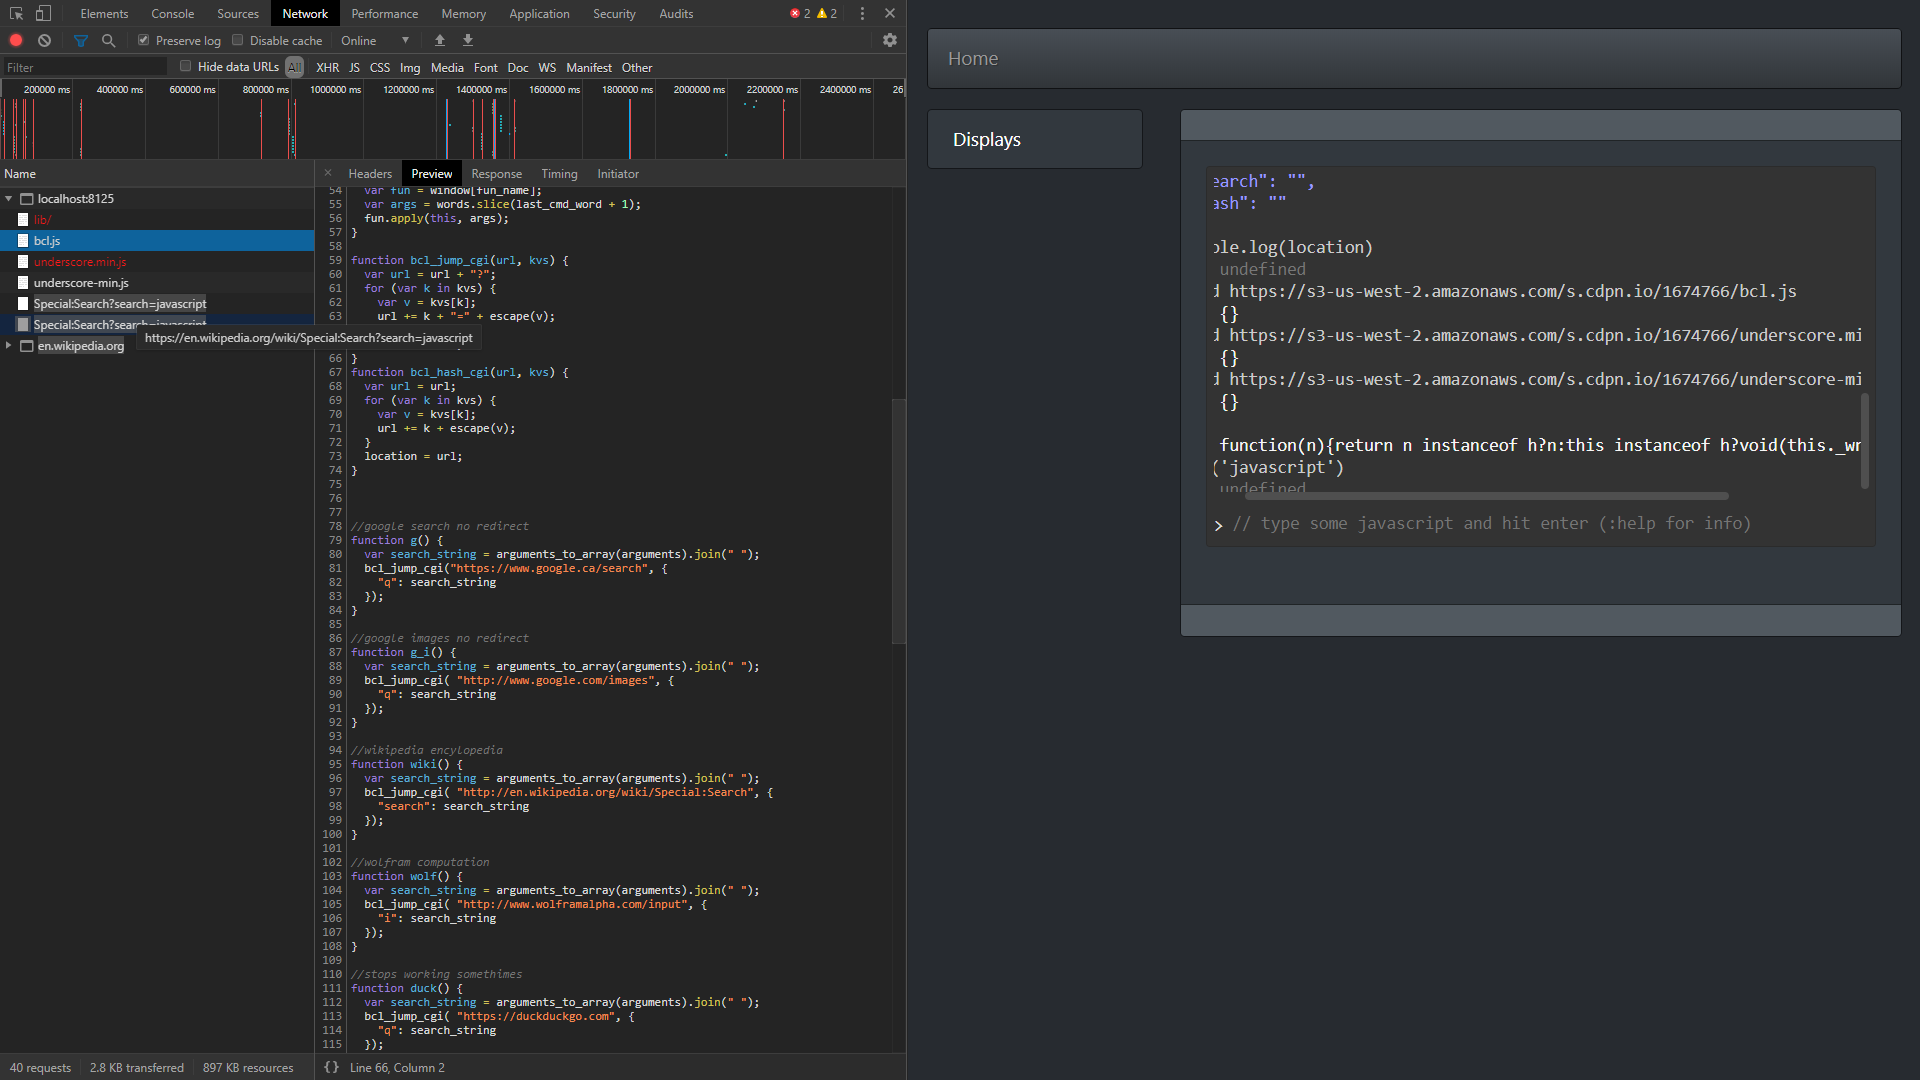 Elements Console Sources Network Performance Memory Application Security Audits 2 2
Preserve log Disable cache Online
Filter Hide data URLs All XHR JS CSS Img Media Font Doc WS Manifest Other
200000 ms 400000 ms 600000 ms 800000 ms 1000000 ms 1200000 ms 1400000 ms 1600000 ms 1800000 ms 2000000 ms 2200000 ms 2400000 ms 26
Name
localhost:8125
lib/
bcl.js
underscore.min.js
underscore-min.js
Special:Search?search=javascript
Special:Search?search=javascript
https://en.wikipedia.org/wiki/Special:Search?search=javascript
en.wikipedia.org
× Headers Preview Response Timing Initiator
54 var fun = window[fun_name];
55 var args = words.slice(last_cmd_word + 1);
56 fun.apply(this, args);
57 }
58
59 function bcl_jump_cgi(url, kvs) {
60 var url = url + "?";
61 for (var k in kvs) {
62 var v = kvs[k];
63 url += k + "=" + escape(v);
66 }
67 function bcl_hash_cgi(url, kvs) {
68 var url = url;
69 for (var k in kvs) {
70 var v = kvs[k];
71 url += k + escape(v);
72 }
73 location = url;
74 }
75
76
77
78 //google search no redirect
79 function g() {
80 var search_string = arguments_to_array(arguments).join(" ");
81 bcl_jump_cgi("https://www.google.ca/search", {
82 "q": search_string
83 });
84 }
85
86 //google images no redirect
87 function g_i() {
88 var search_string = arguments_to_array(arguments).join(" ");
89 bcl_jump_cgi( "http://www.google.com/images", {
90 "q": search_string
91 });
92 }
93
94 //wikipedia encylopedia
95 function wiki() {
96 var search_string = arguments_to_array(arguments).join(" ");
97 bcl_jump_cgi( "http://en.wikipedia.org/wiki/Special:Search", {
98 "search": search_string
99 });
100 }
101
102 //wolfram computation
103 function wolf() {
104 var search_string = arguments_to_array(arguments).join(" ");
105 bcl_jump_cgi( "http://www.wolframalpha.com/input", {
106 "i": search_string
107 });
108 }
109
110 //stops working somethimes
111 function duck() {
112 var search_string = arguments_to_array(arguments).join(" ");
113 bcl_jump_cgi( "https://duckduckgo.com", {
114 "q": search_string
115 });
40 requests 2.8 KB transferred 897 KB resources {} Line 66, Column 2
Home
Displays
earch": "",
ash": ""
ole.log(location)
undefined
d https://s3-us-west-2.amazonaws.com/s.cdpn.io/1674766/bcl.js
{}
d https://s3-us-west-2.amazonaws.com/s.cdpn.io/1674766/underscore.mi
{}
d https://s3-us-west-2.amazonaws.com/s.cdpn.io/1674766/underscore-mi
{}
function(n){return n instanceof h?n:this instanceof h?void(this._wr
('javascript')
undefined
> // type some javascript and hit enter (:help for info)